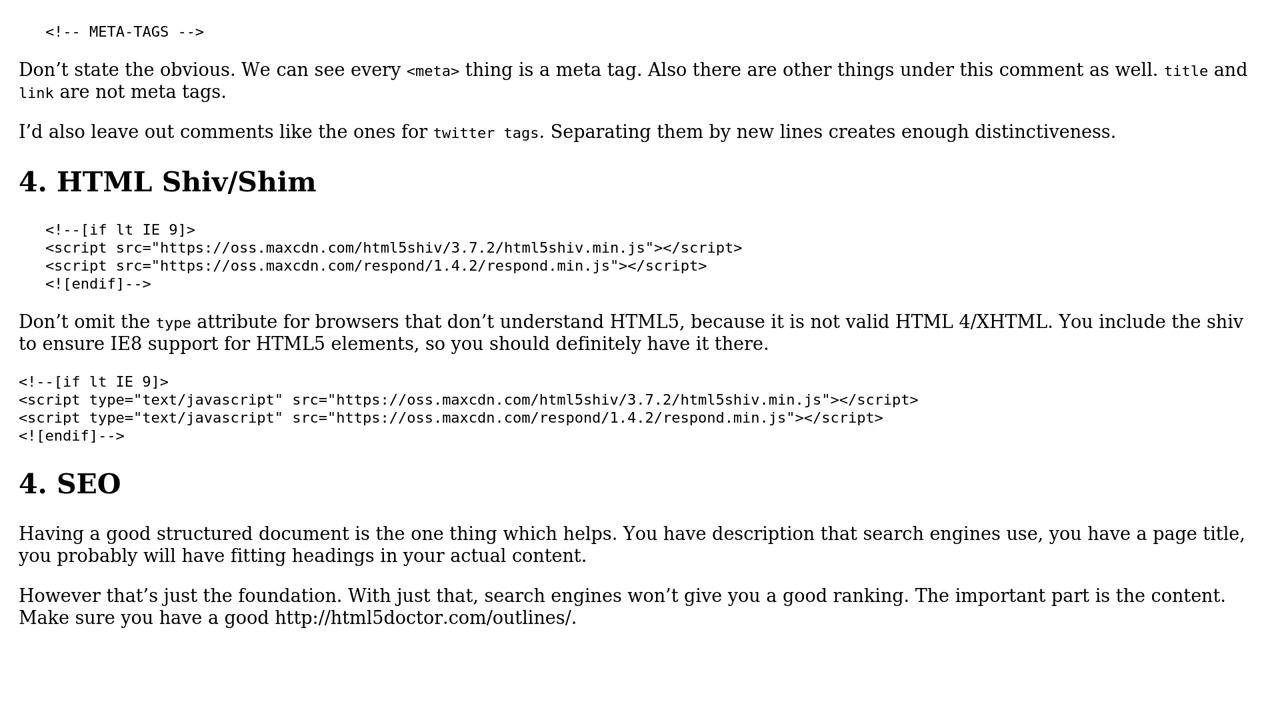 <!-- META-TAGS -->
Don’t state the obvious. We can see every <meta> thing is a meta tag. Also there are other things under this comment as well. title and
link are not meta tags.
I’d also leave out comments like the ones for twitter tags. Separating them by new lines creates enough distinctiveness.
4. HTML Shiv/Shim
<!--[if lt IE 9]>
<script src="https://oss.maxcdn.com/html5shiv/3.7.2/html5shiv.min.js"></script>
<script src="https://oss.maxcdn.com/respond/1.4.2/respond.min.js"></script>
<![endif]-->
Don’t omit the type attribute for browsers that don’t understand HTML5, because it is not valid HTML 4/XHTML. You include the shiv
to ensure IE8 support for HTML5 elements, so you should definitely have it there.
<!--[if lt IE 9]>
<script type="text/javascript" src="https://oss.maxcdn.com/html5shiv/3.7.2/html5shiv.min.js"></script>
<script type="text/javascript" src="https://oss.maxcdn.com/respond/1.4.2/respond.min.js"></script>
<![endif]-->
4. SEO
Having a good structured document is the one thing which helps. You have description that search engines use, you have a page title,
you probably will have fitting headings in your actual content.
However that’s just the foundation. With just that, search engines won’t give you a good ranking. The important part is the content.
Make sure you have a good http://html5doctor.com/outlines/.